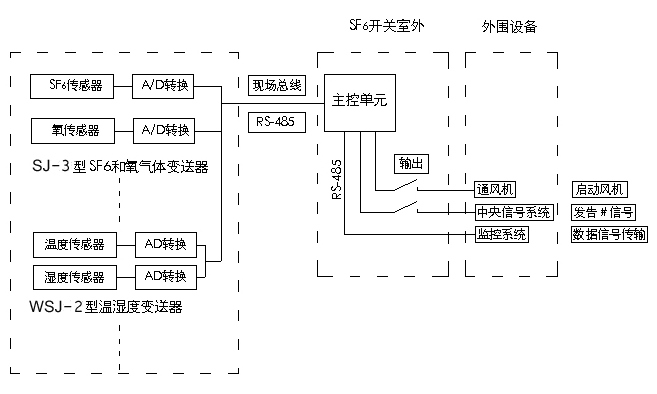 SF6开关室外
外围设备
SF6传感器
A/D转换
现场总线
主控单元
氧传感器
A/D转换
RS-485
SJ-3型SF6和氧气体变送器
RS-485
输出
通风机
启动风机
中央信号系统
发告#信号
监控系统
数据信号传输
温度传感器
AD转换
湿度传感器
AD转换
WSJ-2型温湿度变送器